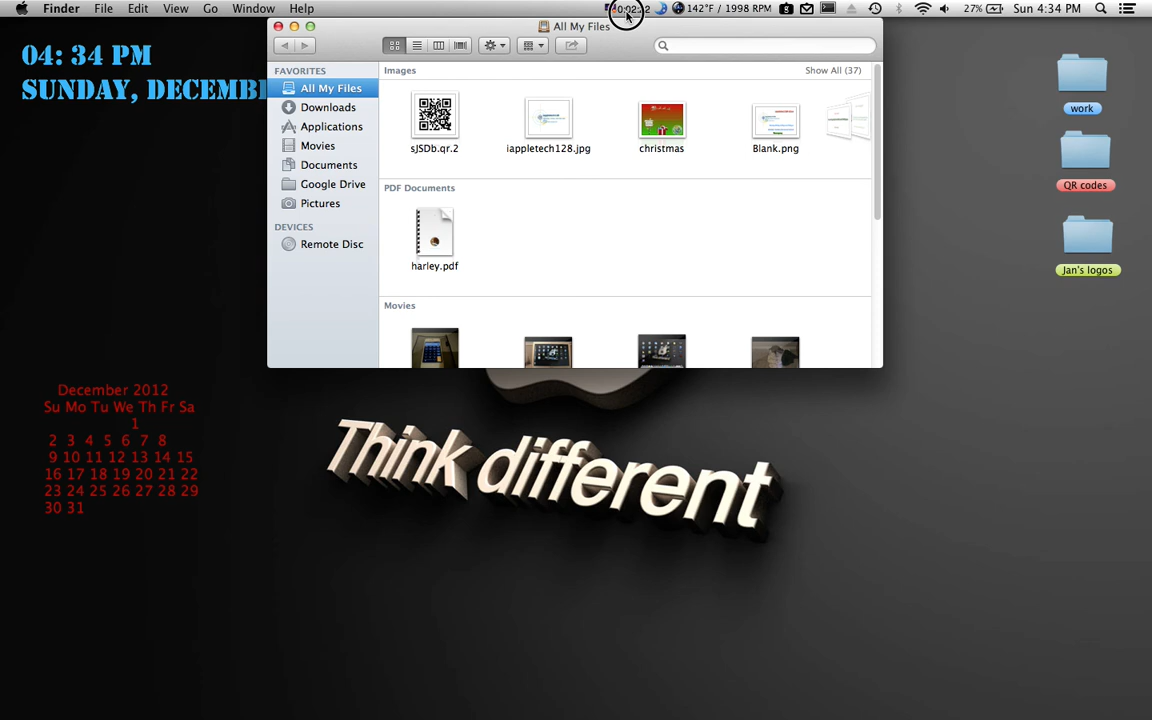 Finder File Edit View Go Window Help
142°F / 1998 RPM 27% Sun 4:34 PM
04: 34 PM
SUNDAY, DECEMBE
All My Files
FAVORITES
All My Files
Downloads
Applications
Movies
Documents
Google Drive
Pictures
DEVICES
Remote Disc
Images Show All (37)
sJSDb.qr.2 iappletech128.jpg christmas Blank.png
PDF Documents
harley.pdf
Movies
work
QR codes
Jan's logos
December 2012
Su Mo Tu We Th Fr Sa
1
2 3 4 5 6 7 8
9 10 11 12 13 14 15
16 17 18 19 20 21 22
23 24 25 26 27 28 29
30 31
Think different